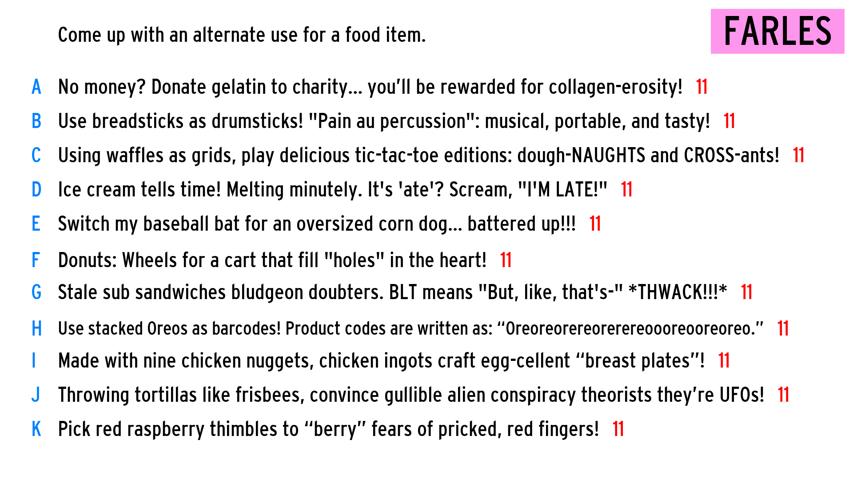 Come up with an alternate use for a food item.
FARLES
A No money? Donate gelatin to charity... you'll be rewarded for collagen-erosity! 11
B Use breadsticks as drumsticks! "Pain au percussion": musical, portable, and tasty! 11
C Using waffles as grids, play delicious tic-tac-toe editions: dough-NAUGHTS and CROSS-ants! 11
D Ice cream tells time! Melting minutely. It's 'ate'? Scream, "I'M LATE!" 11
E Switch my baseball bat for an oversized corn dog... battered up!!! 11
F Donuts: Wheels for a cart that fill "holes" in the heart! 11
G Stale sub sandwiches bludgeon doubters. BLT means "But, like, that's-" *THWACK!!!* 11
H Use stacked Oreos as barcodes! Product codes are written as: “Oreoreorereorerereoooreooreoreo.” 11
I Made with nine chicken nuggets, chicken ingots craft egg-cellent “breast plates”! 11
J Throwing tortillas like frisbees, convince gullible alien conspiracy theorists they’re UFOs! 11
K Pick red raspberry thimbles to “berry” fears of pricked, red fingers! 11